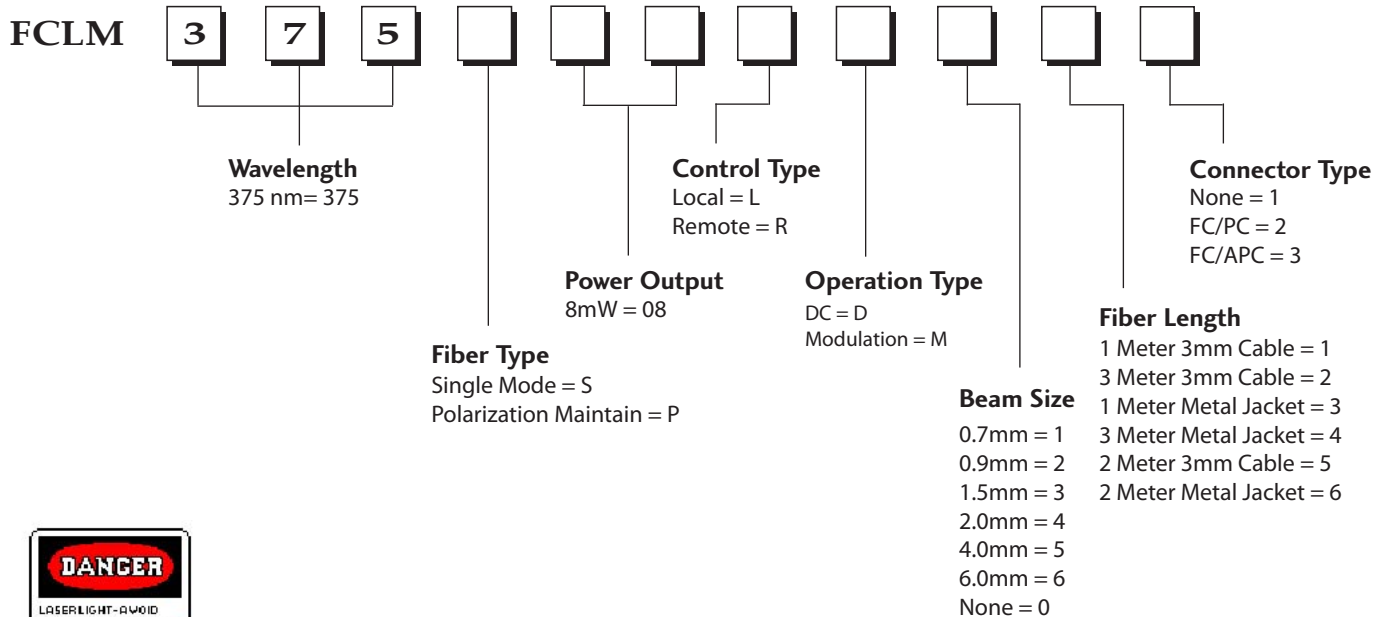 FCLM 3 7 5
Wavelength
375 nm= 375
Control Type
Local = L
Remote = R
Connector Type
None = 1
FC/PC = 2
FC/APC = 3
Power Output
8mW = 08
Operation Type
DC = D
Modulation = M
Fiber Length
1 Meter 3mm Cable = 1
3 Meter 3mm Cable = 2
1 Meter Metal Jacket = 3
3 Meter Metal Jacket = 4
2 Meter 3mm Cable = 5
2 Meter Metal Jacket = 6
Fiber Type
Single Mode = S
Polarization Maintain = P
Beam Size
0.7mm = 1
0.9mm = 2
1.5mm = 3
2.0mm = 4
4.0mm = 5
6.0mm = 6
None = 0
DANGER
LASERLIGHT-AVOID